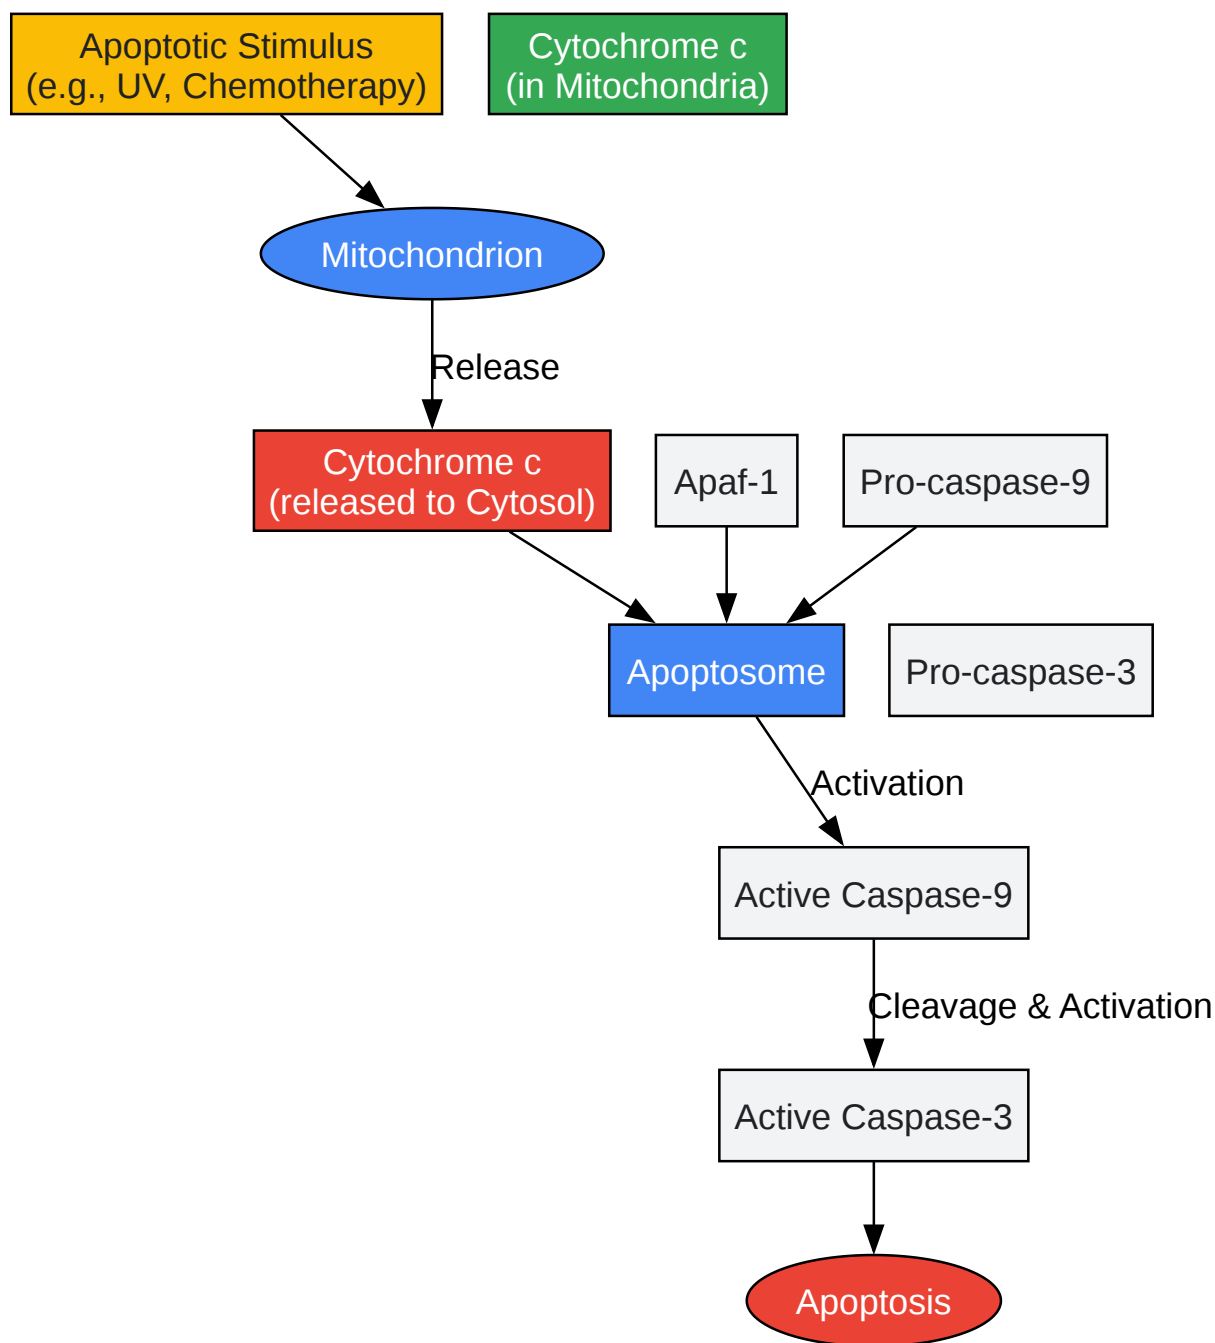 Apoptotic Stimulus
(e.g., UV, Chemotherapy)
Cytochrome c
(in Mitochondria)
Mitochondrion
Release
Cytochrome c
(released to Cytosol)
Apaf-1
Pro-caspase-9
Apoptosome
Pro-caspase-3
Activation
Active Caspase-9
Cleavage & Activation
Active Caspase-3
Apoptosis